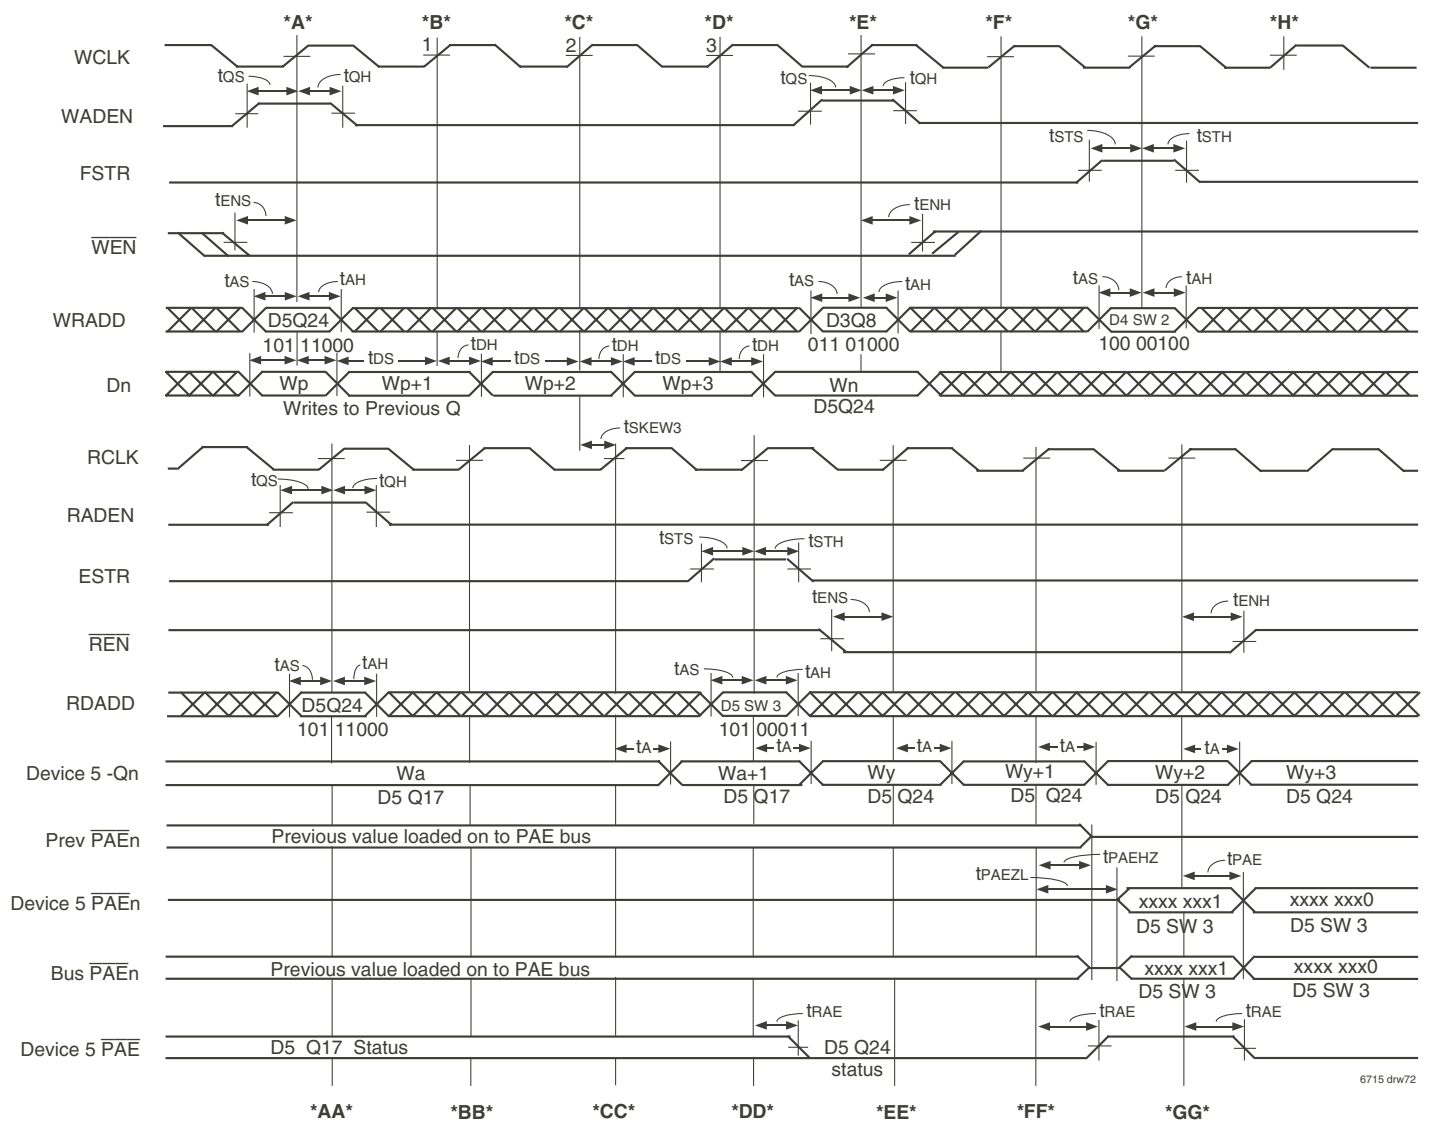 *A* *B* *C* *D* *E* *F* *G* *H*
WCLK 1 2 3
tQS tQH tQS tQH
WADEN
tSTS tSTH
FSTR
tENS tENH
WEN
tAS tAH tAS tAH tAS tAH
WRADD D5Q24 D3Q8 D4 SW 2
101 11000 011 01000 100 00100
tDS tDH tDS tDH tDS tDH
Dn Wp Wp+1 Wp+2 Wp+3 Wn
Writes to Previous Q D5Q24
tSKEW3
RCLK
tQS tQH
RADEN
tSTS tSTH
ESTR
tENS tENH
REN
tAS tAH tAS tAH
RDADD D5Q24 D5 SW 3
101 11000 101 00011
tA tA tA tA tA
Device 5 -Qn Wa Wa+1 Wy Wy+1 Wy+2 Wy+3
D5 Q17 D5 Q17 D5 Q24 D5 Q24 D5 Q24 D5 Q24
Prev PAEn Previous value loaded on to PAE bus
tPAEHZ tPAE
tPAEZL
Device 5 PAEn xxxx xxx1 xxxx xxx0
D5 SW 3 D5 SW 3
Bus PAEn Previous value loaded on to PAE bus xxxx xxx1 xxxx xxx0
D5 SW 3 D5 SW 3
tRAE tRAE tRAE
Device 5 PAE D5 Q17 Status D5 Q24
status
6715 drw72
*AA* *BB* *CC* *DD* *EE* *FF* *GG*